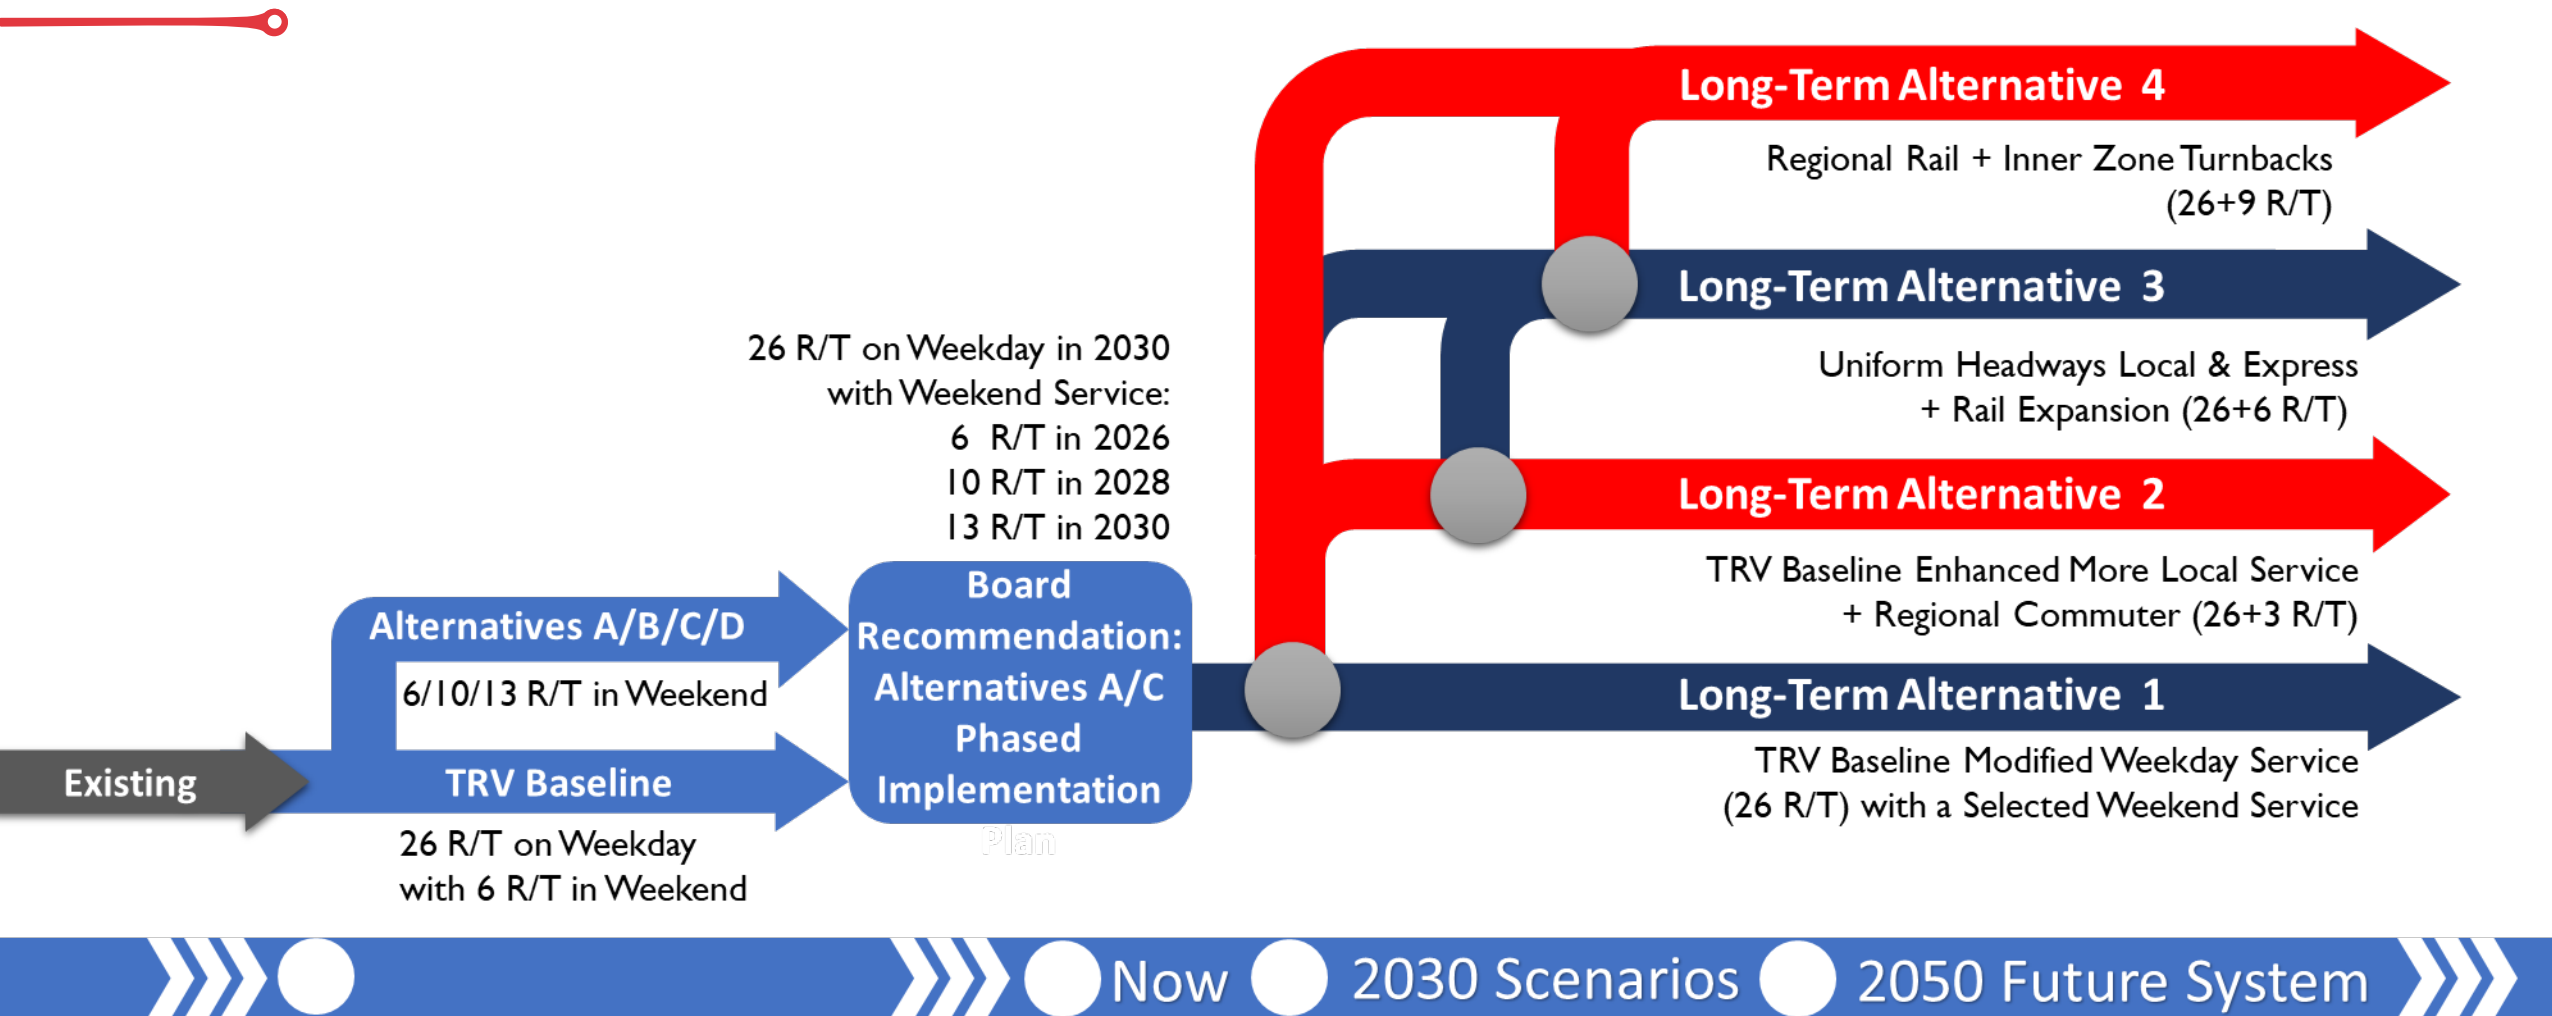 Long-Term Alternative 4
Regional Rail + Inner Zone Turnbacks
(26+9 R/T)
Long-Term Alternative 3
Uniform Headways Local & Express
+ Rail Expansion (26+6 R/T)
Long-Term Alternative 2
TRV Baseline Enhanced More Local Service
+ Regional Commuter (26+3 R/T)
Long-Term Alternative 1
TRV Baseline Modified Weekday Service
(26 R/T) with a Selected Weekend Service
26 R/T on Weekday in 2030
with Weekend Service:
6 R/T in 2026
10 R/T in 2028
13 R/T in 2030
Board
Recommendation:
Alternatives A/C
Phased
Implementation
Plan
Alternatives A/B/C/D
6/10/13 R/T in Weekend
Existing
TRV Baseline
26 R/T on Weekday
with 6 R/T in Weekend
Now
2030 Scenarios
2050 Future System